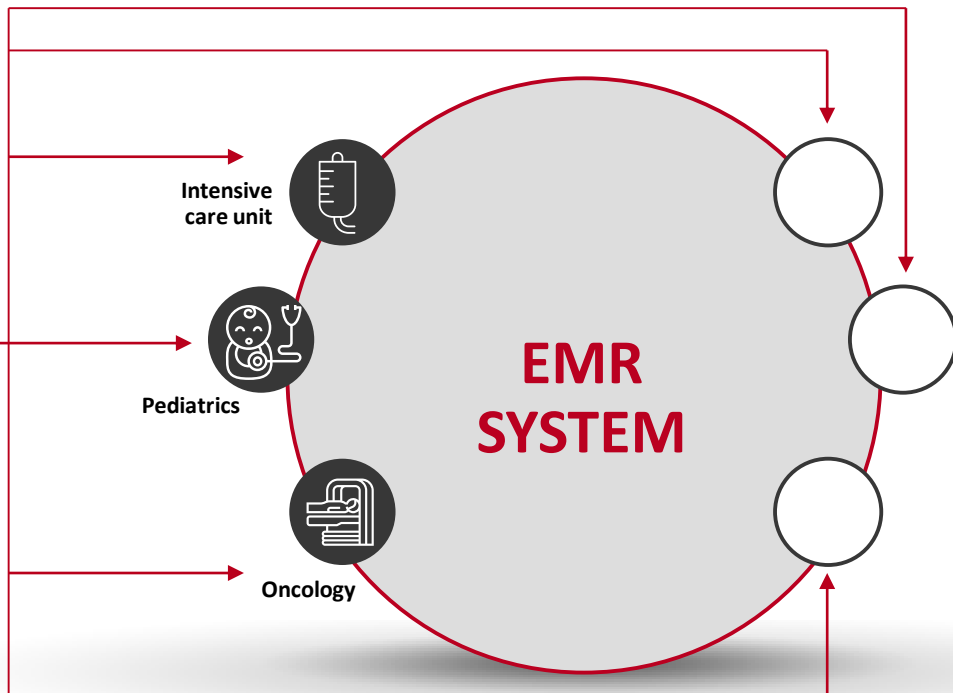 Intensive
care unit
Pediatrics
EMR
SYSTEM
Oncology